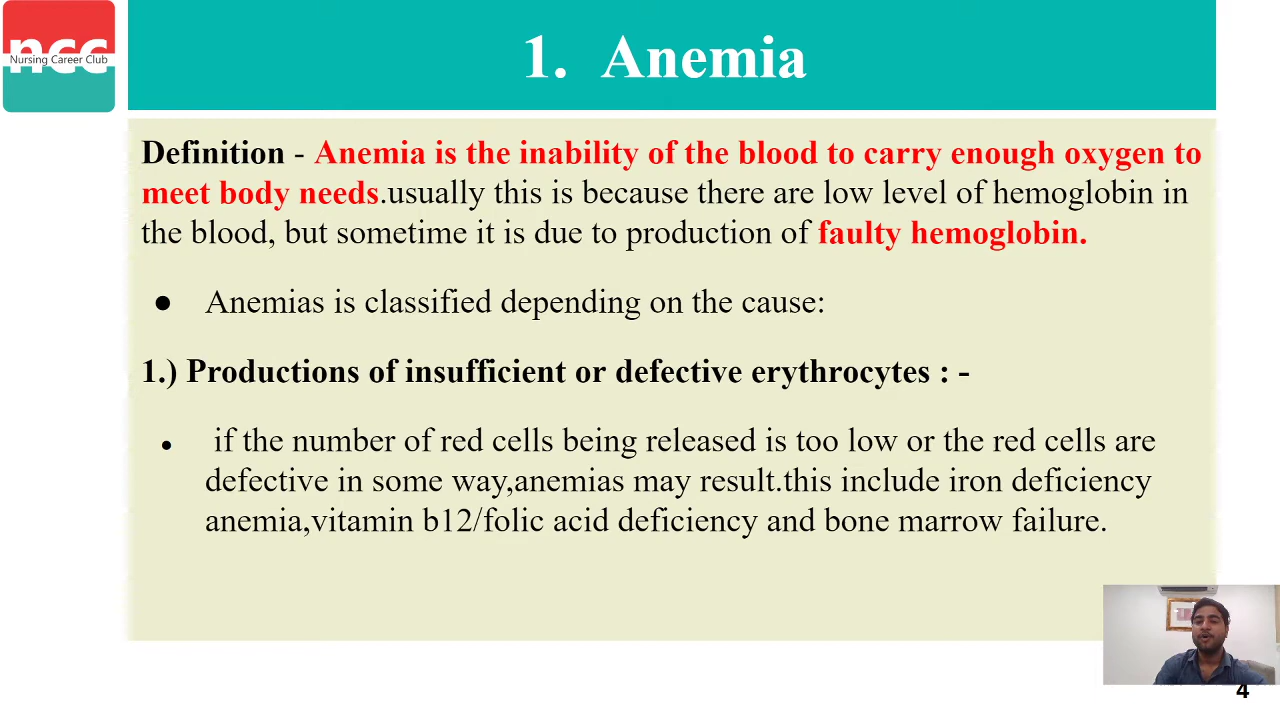 ncc
Nursing Career Club
1. Anemia
Definition - Anemia is the inability of the blood to carry enough oxygen to
meet body needs.usually this is because there are low level of hemoglobin in
the blood, but sometime it is due to production of faulty hemoglobin.
● Anemias is classified depending on the cause:
1.) Productions of insufficient or defective erythrocytes : -
• if the number of red cells being released is too low or the red cells are
defective in some way,anemias may result.this include iron deficiency
anemia,vitamin b12/folic acid deficiency and bone marrow failure.
4